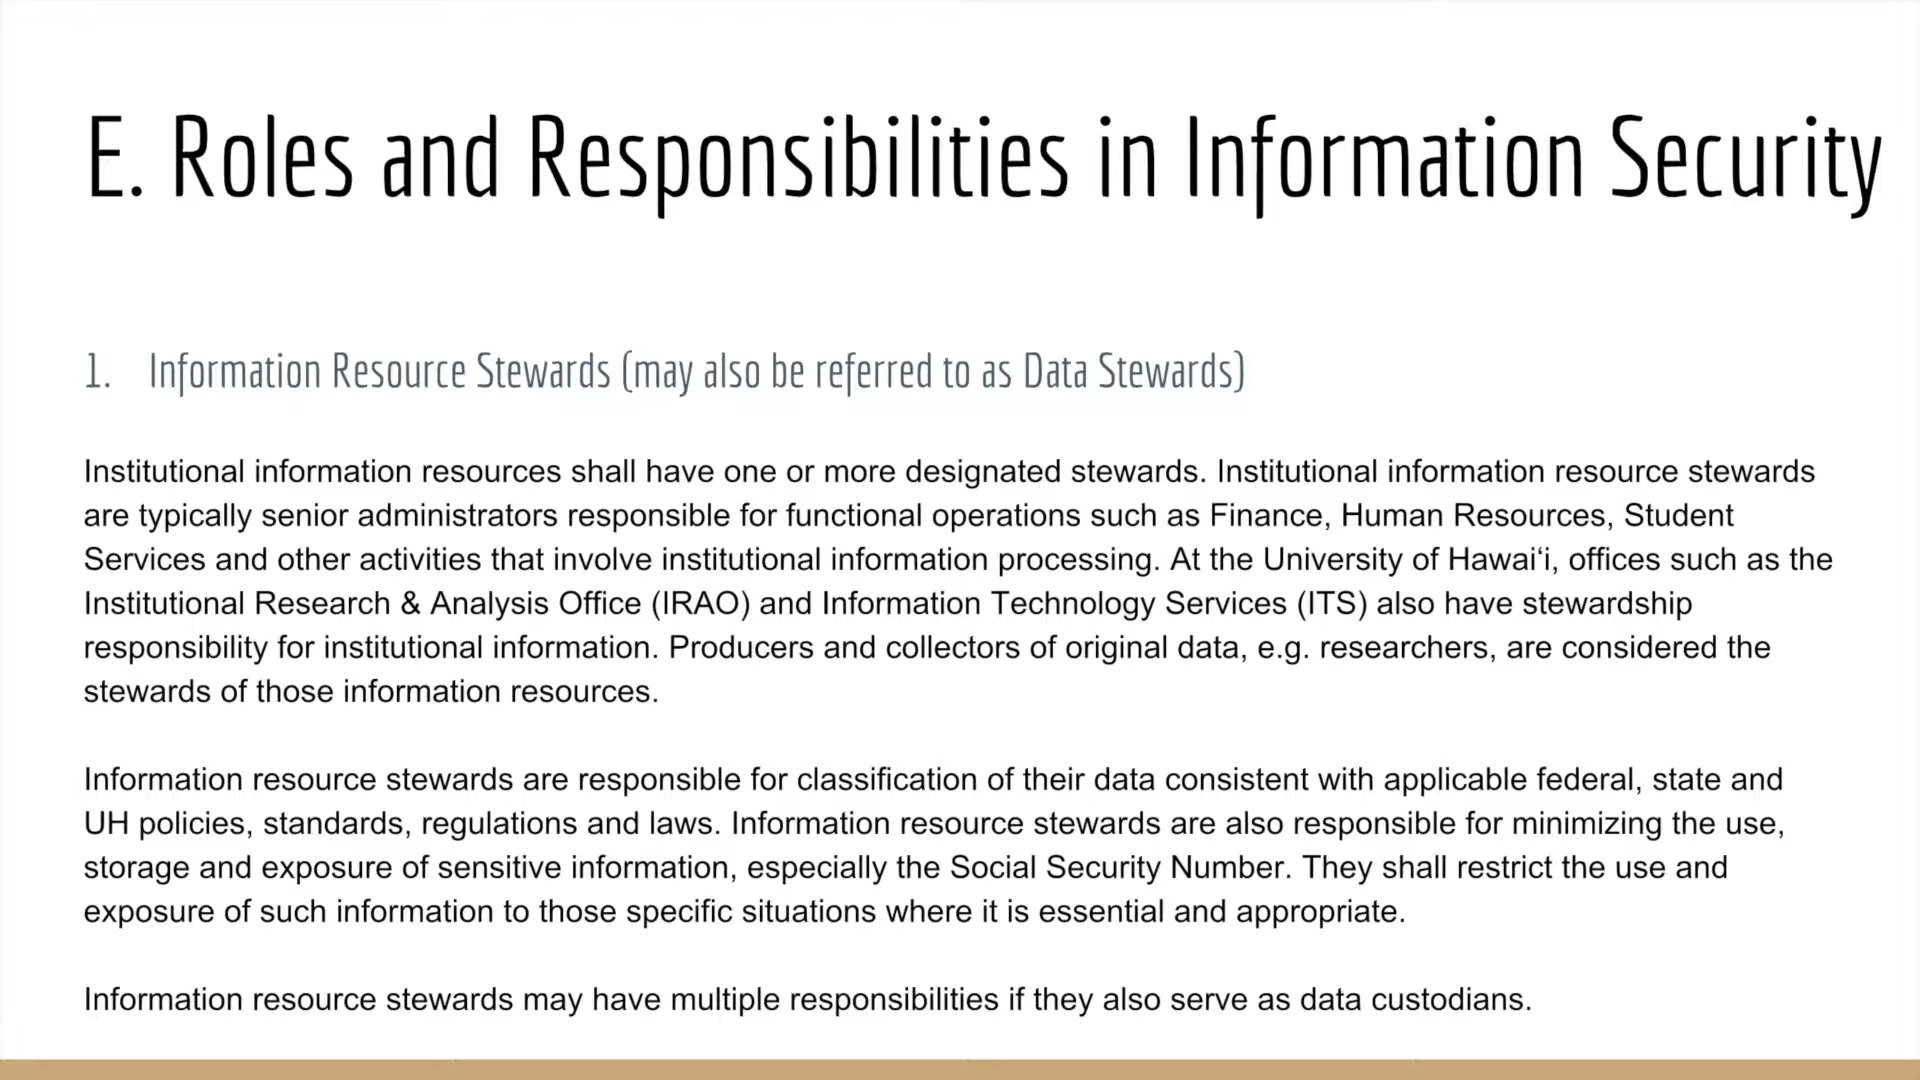 E. Roles and Responsibilities in Information Security
1. Information Resource Stewards (may also be referred to as Data Stewards)
Institutional information resources shall have one or more designated stewards. Institutional information resource stewards
are typically senior administrators responsible for functional operations such as Finance, Human Resources, Student
Services and other activities that involve institutional information processing. At the University of Hawai‘i, offices such as the
Institutional Research & Analysis Office (IRAO) and Information Technology Services (ITS) also have stewardship
responsibility for institutional information. Producers and collectors of original data, e.g. researchers, are considered the
stewards of those information resources.
Information resource stewards are responsible for classification of their data consistent with applicable federal, state and
UH policies, standards, regulations and laws. Information resource stewards are also responsible for minimizing the use,
storage and exposure of sensitive information, especially the Social Security Number. They shall restrict the use and
exposure of such information to those specific situations where it is essential and appropriate.
Information resource stewards may have multiple responsibilities if they also serve as data custodians.